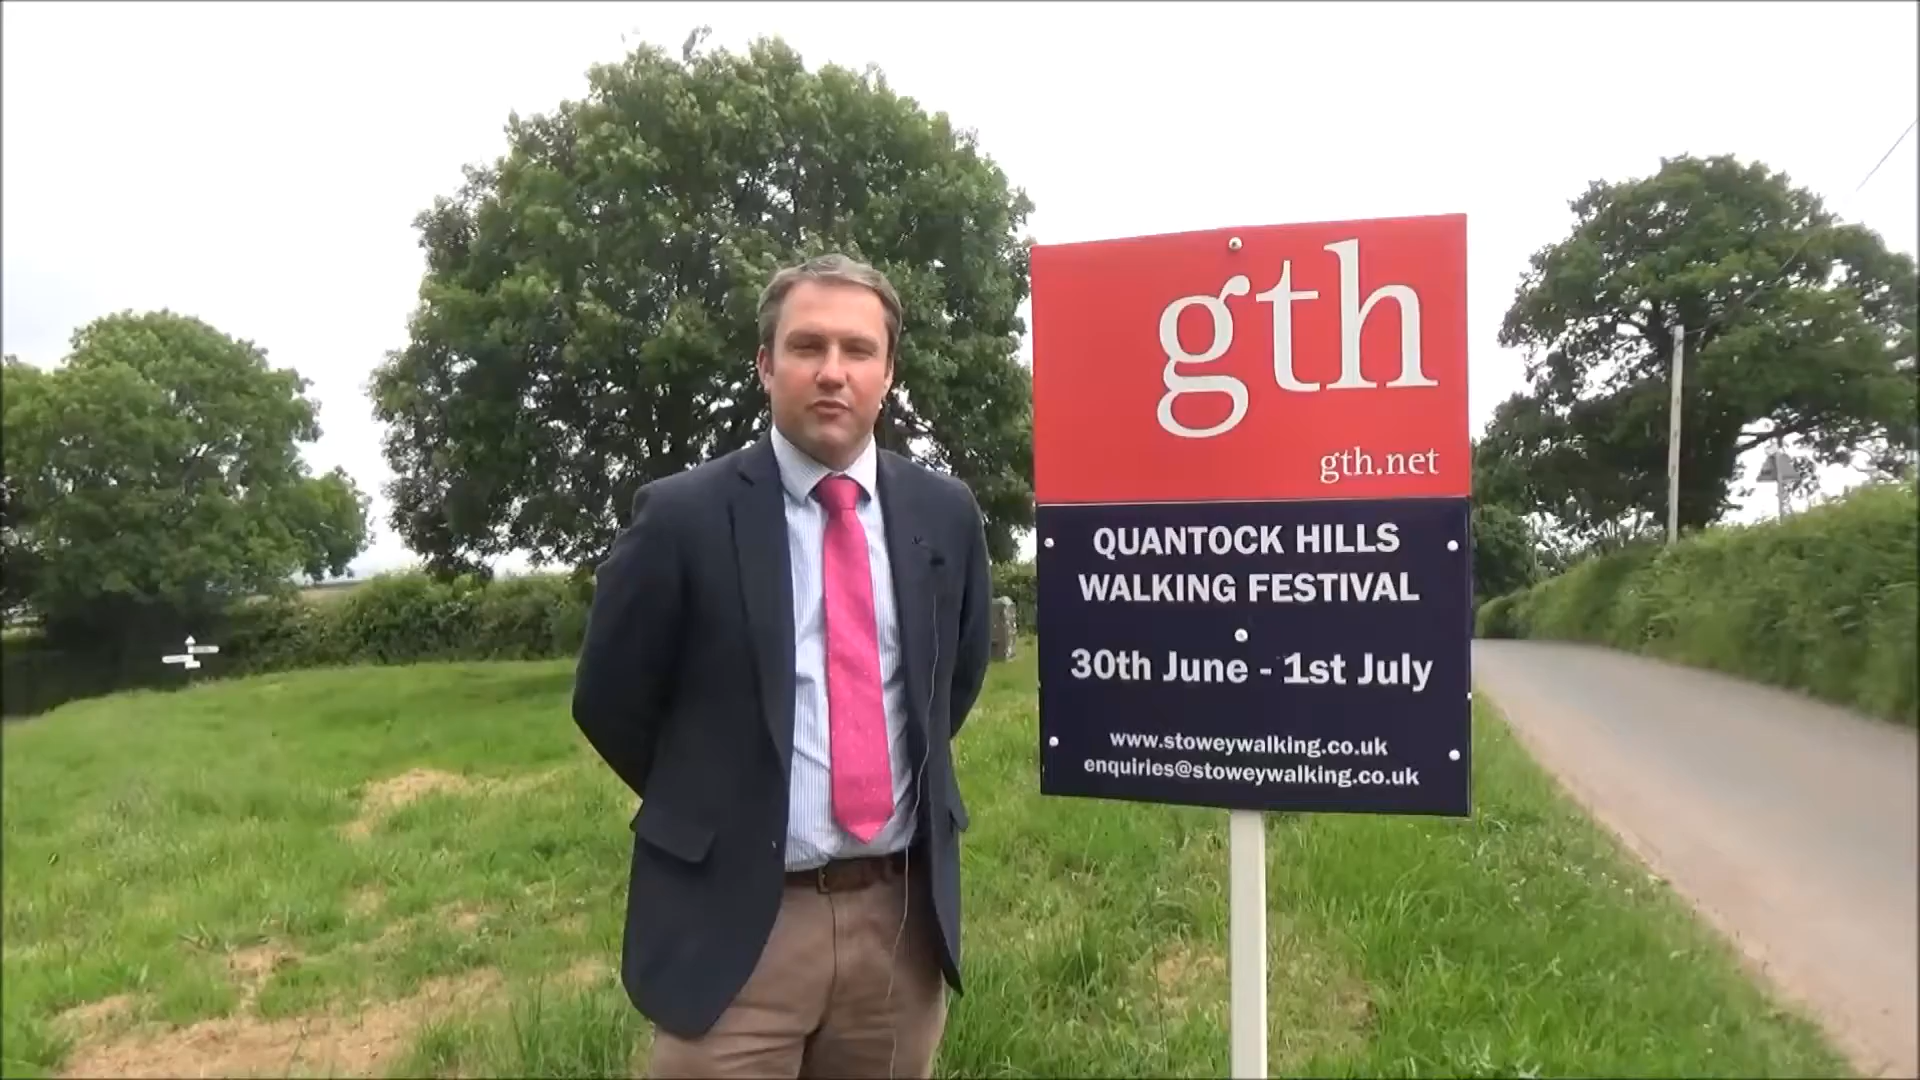 gth
gth.net
QUANTOCK HILLS
WALKING FESTIVAL
30th June - 1st July
www.stoweywalking.co.uk
enquiries@stoweywalking.co.uk